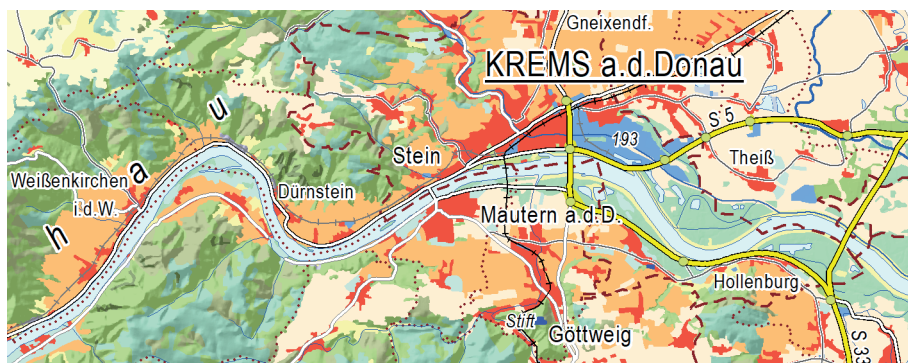 Gneixendf.
KREMS a.d.Donau
S 5
193
Stein
Theiß
u
a
h
Weißenkirchen
i.d.W.
Dürnstein
Mautern a.d.D.
Hollenburg
Stift
Göttweig
S 33